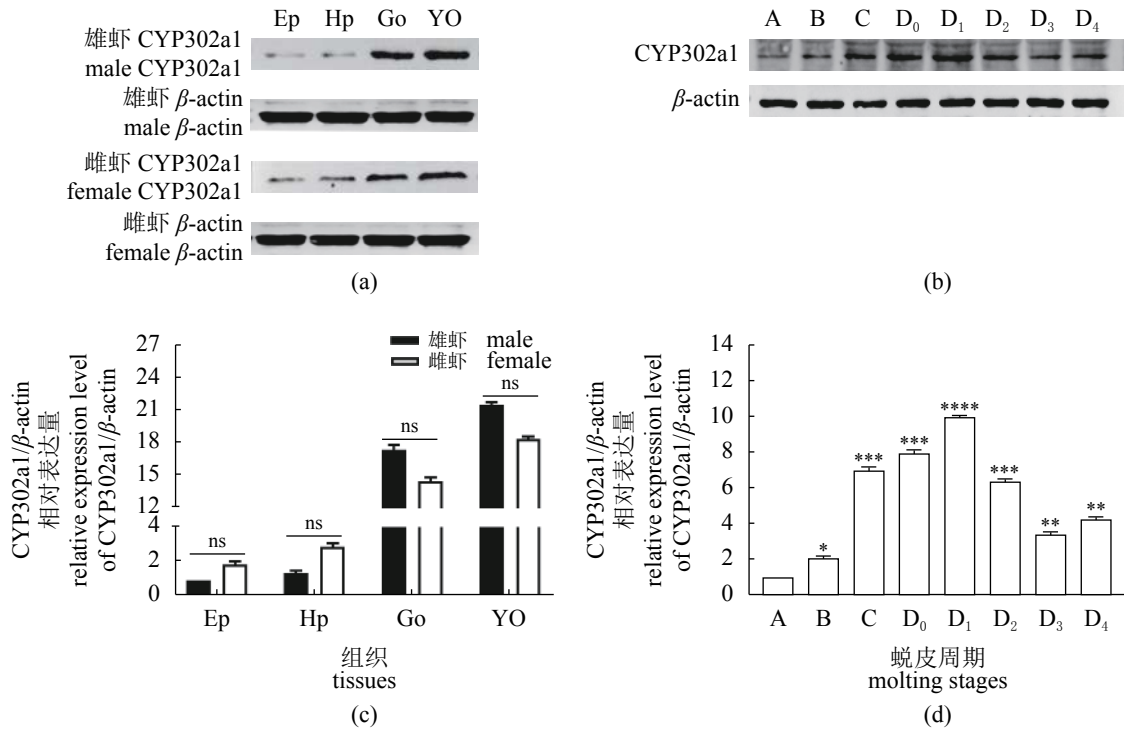 Ep Hp Go YO
雄虾 CYP302a1
male CYP302a1
雄虾 β-actin
male β-actin
雌虾 CYP302a1
female CYP302a1
雌虾 β-actin
female β-actin
(a)
A B C D₀ D₁ D₂ D₃ D₄
CYP302a1
β-actin
(b)
CYP302a1/β-actin
相对表达量
relative expression level
of CYP302a1/β-actin
27
24
21
18
15
12
4
2
0
雄虾 male
雌虾 female
ns
ns
ns
ns
Ep Hp Go YO
组织
tissues
(c)
CYP302a1/β-actin
相对表达量
relative expression level
of CYP302a1/β-actin
14
12
10
8
6
4
2
0
*
***
***
****
***
**
**
A B C D₀ D₁ D₂ D₃ D₄
蜕皮周期
molting stages
(d)